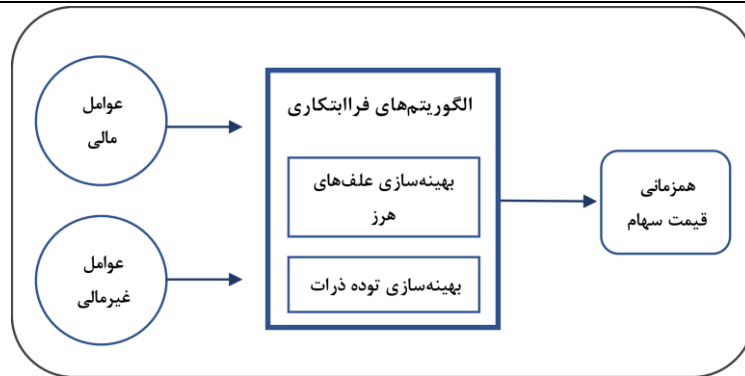 عوامل
مالی
الگوریتم‌های فراابتکاری
بهینه‌سازی علف‌های
هرز
همزمانی
قیمت سهام
عوامل
غیرمالی
بهینه‌سازی توده ذرات